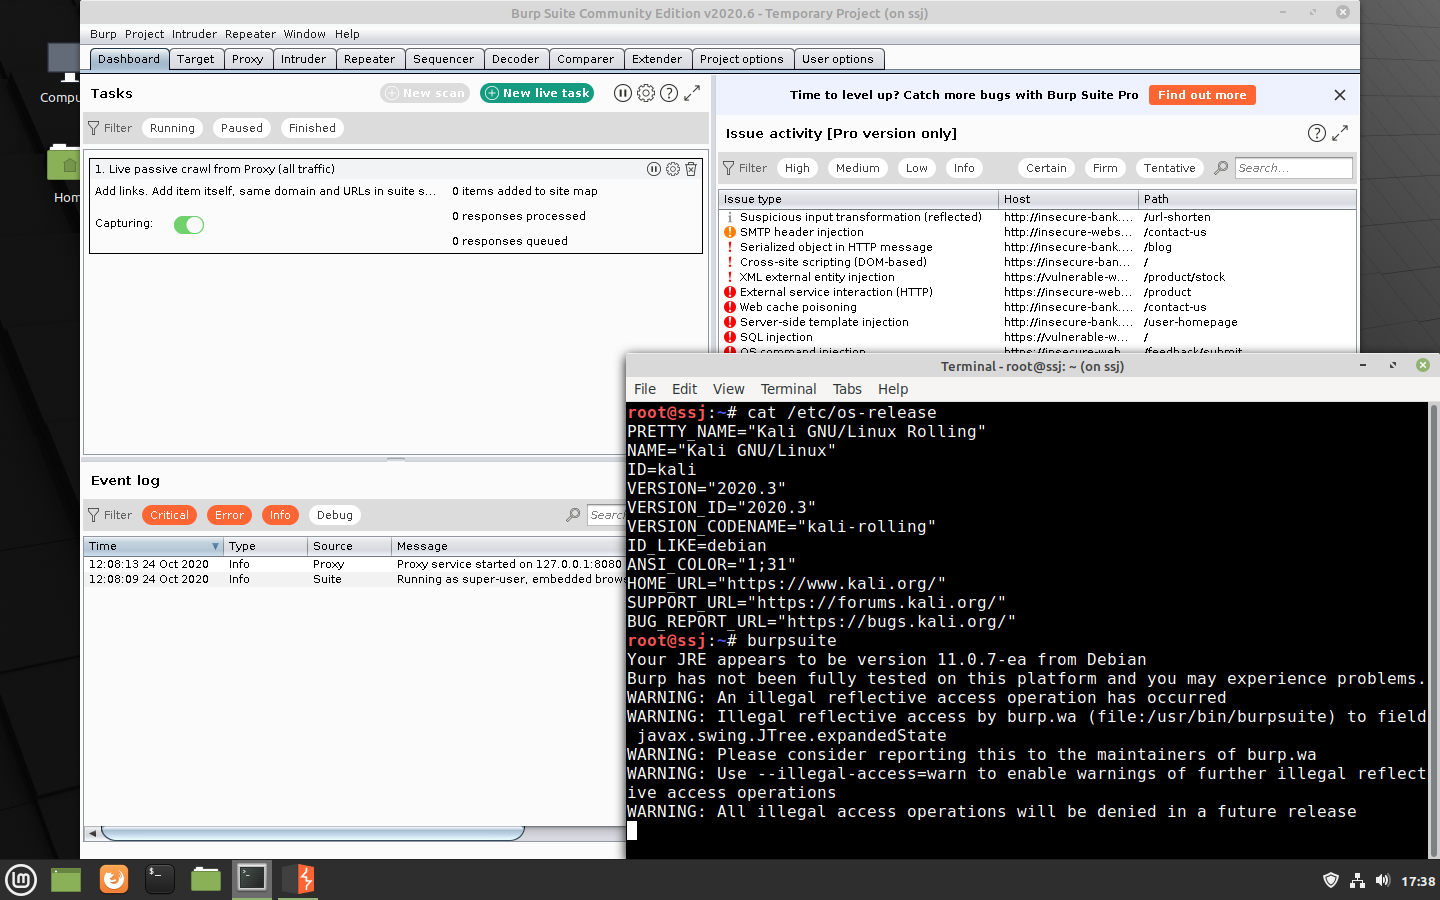 Burp Suite Community Edition v2020.6 - Temporary Project (on ssj)
Burp Project Intruder Repeater Window Help
Dashboard Target Proxy Intruder Repeater Sequencer Decoder Comparer Extender Project options User options
Compu
Hom
Tasks
New scan New live task
Filter Running Paused Finished
1. Live passive crawl from Proxy (all traffic)
Add links. Add item itself, same domain and URLs in suite s... 0 items added to site map
0 responses processed
Capturing:
0 responses queued
Time to level up? Catch more bugs with Burp Suite Pro Find out more
Issue activity [Pro version only]
Filter High Medium Low Info Certain Firm Tentative Search...
Issue type Host Path
Suspicious input transformation (reflected) http://insecure-bank.... /url-shorten
SMTP header injection http://insecure-webs... /contact-us
Serialized object in HTTP message http://insecure-bank.... /blog
Cross-site scripting (DOM-based) https://insecure-ban... /
XML external entity injection https://vulnerable-w... /product/stock
External service interaction (HTTP) https://insecure-web... /product
Web cache poisoning http://insecure-bank.... /contact-us
Server-side template injection http://insecure-bank.... /user-homepage
SQL injection https://vulnerable-w... /
OS command injection https://insecure-web... /feedback/submit
Event log
Filter Critical Error Info Debug Search
Time Type Source Message
12:08:13 24 Oct 2020 Info Proxy Proxy service started on 127.0.0.1:8080
12:08:09 24 Oct 2020 Info Suite Running as super-user, embedded brows
Terminal - root@ssj: ~ (on ssj)
File Edit View Terminal Tabs Help
root@ssj:~# cat /etc/os-release
PRETTY_NAME="Kali GNU/Linux Rolling"
NAME="Kali GNU/Linux"
ID=kali
VERSION="2020.3"
VERSION_ID="2020.3"
VERSION_CODENAME="kali-rolling"
ID_LIKE=debian
ANSI_COLOR="1;31"
HOME_URL="https://www.kali.org/"
SUPPORT_URL="https://forums.kali.org/"
BUG_REPORT_URL="https://bugs.kali.org/"
root@ssj:~# burpsuite
Your JRE appears to be version 11.0.7-ea from Debian
Burp has not been fully tested on this platform and you may experience problems.
WARNING: An illegal reflective access operation has occurred
WARNING: Illegal reflective access by burp.wa (file:/usr/bin/burpsuite) to field
javax.swing.JTree.expandedState
WARNING: Please consider reporting this to the maintainers of burp.wa
WARNING: Use --illegal-access=warn to enable warnings of further illegal reflect
ive access operations
WARNING: All illegal access operations will be denied in a future release
17:38